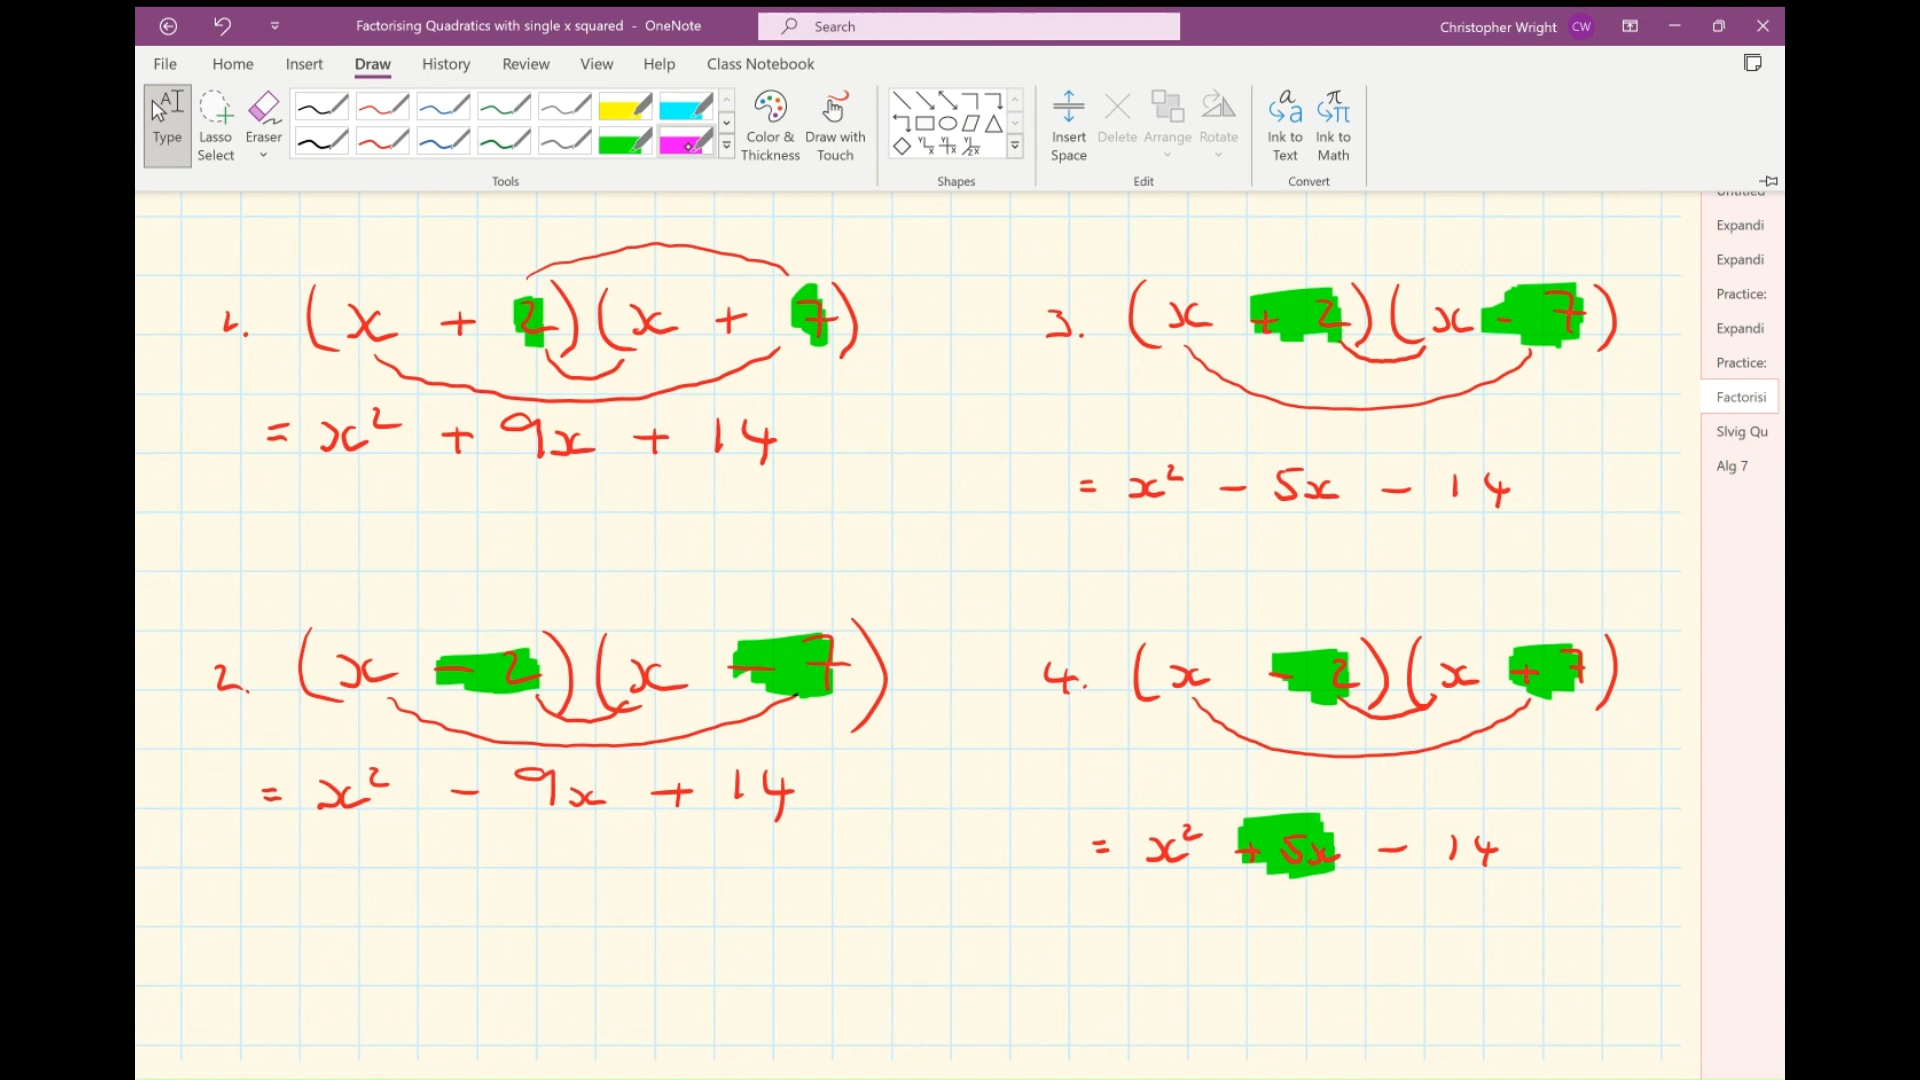 Factorising Quadratics with single x squared - OneNote
Search
Christopher Wright CW
File Home Insert Draw History Review View Help Class Notebook
Type
Lasso Select
Eraser
Color & Thickness
Draw with Touch
Insert Space
Delete
Arrange
Rotate
Ink to Text
Ink to Math
Tools
Shapes
Edit
Convert
Untitled
Expandi
Expandi
Practice:
Expandi
Practice:
Factorisi
Slvig Qu
Alg 7
1. (x + 2)(x + 7)
= x² + 9x + 14
2. (x - 2)(x - 7)
= x² - 9x + 14
3. (x + 2)(x - 7)
= x² - 5x - 14
4. (x - 2)(x + 7)
= x² + 5x - 14